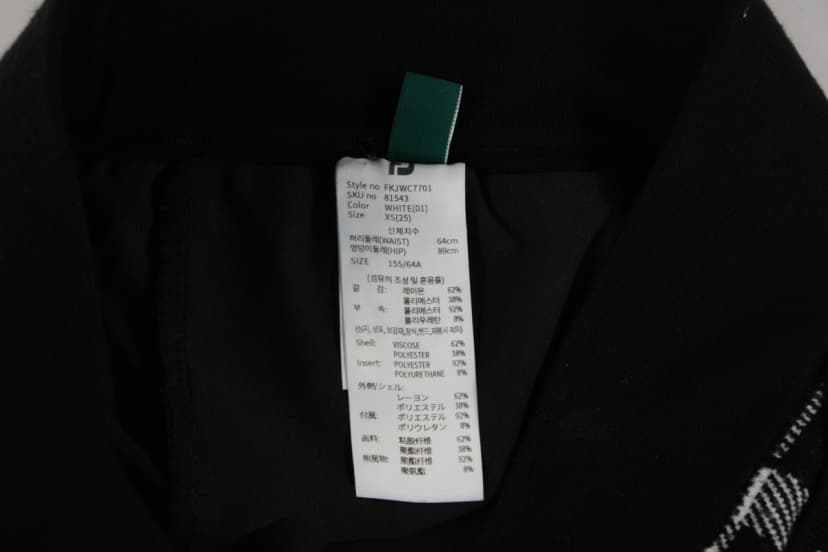 FJ
Style no FKJWC7701
SKU no 81543
Color WHITE(01)
Size XS(25)
신체치수
허리둘레(WAIST) 64cm
엉덩이둘레(HIP) 89cm
SIZE 155/64A
(섬유의 조성 및 혼용률)
겉 감: 레이온 62%
폴리에스터 38%
부 속: 폴리에스터 92%
폴리우레탄 8%
Shell: VISCOSE 62%
POLYESTER 38%
Insert: POLYESTER 92%
POLYURETHANE 8%
外側/シェル:
レーヨン 62%
ポリエステル 38%
付属: ポリエステル 92%
ポリウレタン 8%
面料: 粘胶纤维 62%
聚酯纤维 38%
附属物: 聚酯纤维 92%
聚氨酯 8%